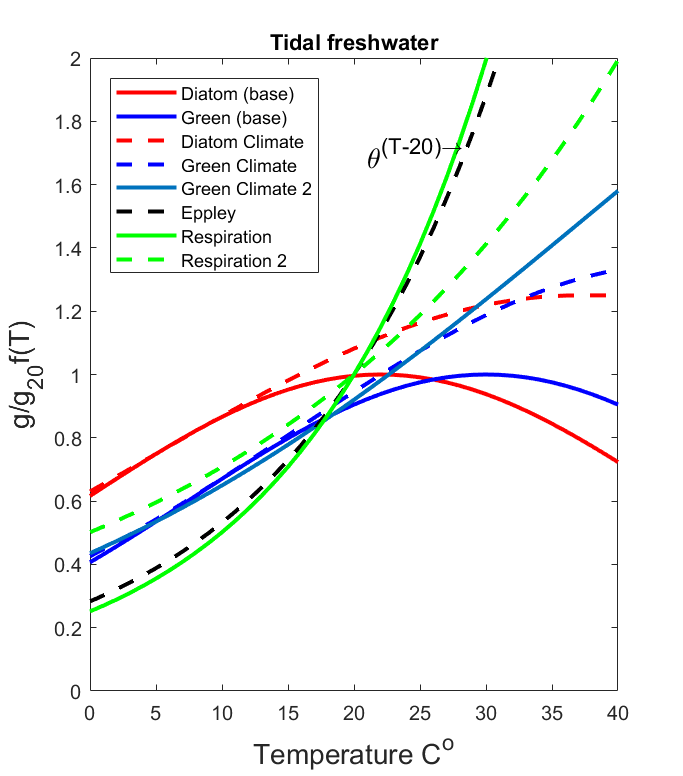 Tidal freshwater
2
1.8
1.6
1.4
1.2
1
0.8
0.6
0.4
0.2
0
g/g20f(T)
Diatom (base)
Green (base)
Diatom Climate
Green Climate
Green Climate 2
Eppley
Respiration
Respiration 2
θ(T-20)→
0 5 10 15 20 25 30 35 40
Temperature Co